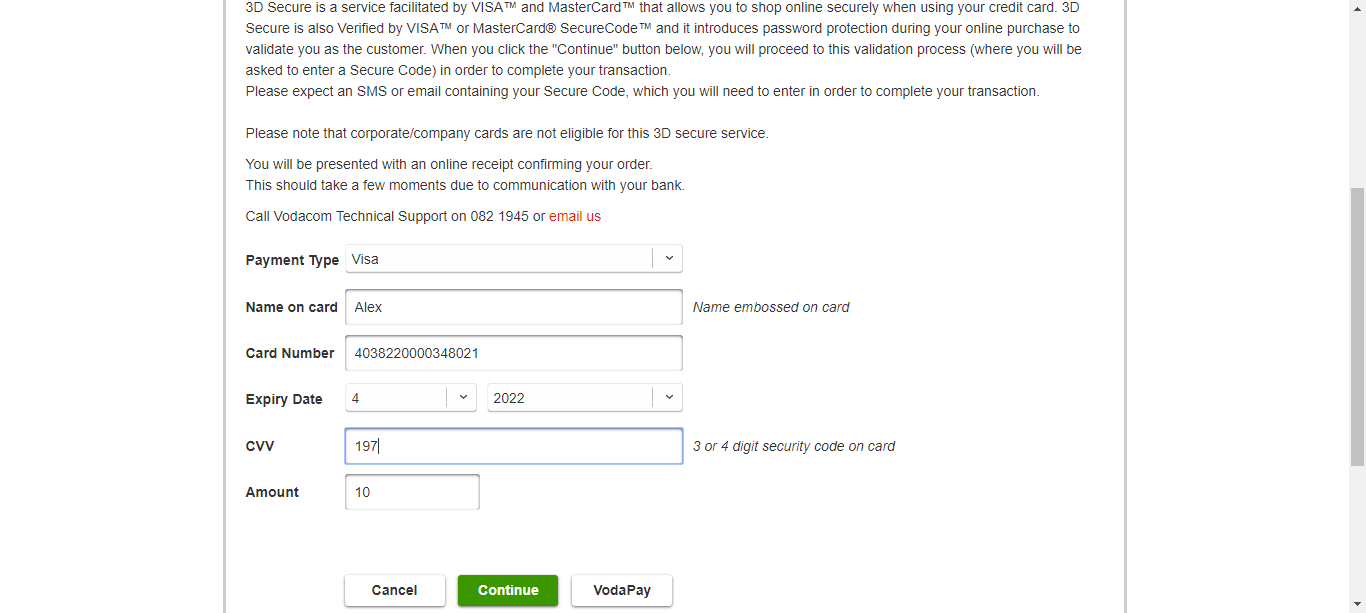 3D Secure is a service facilitated by VISA™ and MasterCard™ that allows you to shop online securely when using your credit card. 3D
Secure is also Verified by VISA™ or MasterCard® SecureCode™ and it introduces password protection during your online purchase to
validate you as the customer. When you click the "Continue" button below, you will proceed to this validation process (where you will be
asked to enter a Secure Code) in order to complete your transaction.
Please expect an SMS or email containing your Secure Code, which you will need to enter in order to complete your transaction.
Please note that corporate/company cards are not eligible for this 3D secure service.
You will be presented with an online receipt confirming your order.
This should take a few moments due to communication with your bank.
Call Vodacom Technical Support on 082 1945 or email us
Payment Type Visa
Name on card Alex Name embossed on card
Card Number 4038220000348021
Expiry Date 4 2022
CVV 197 3 or 4 digit security code on card
Amount 10
Cancel Continue VodaPay